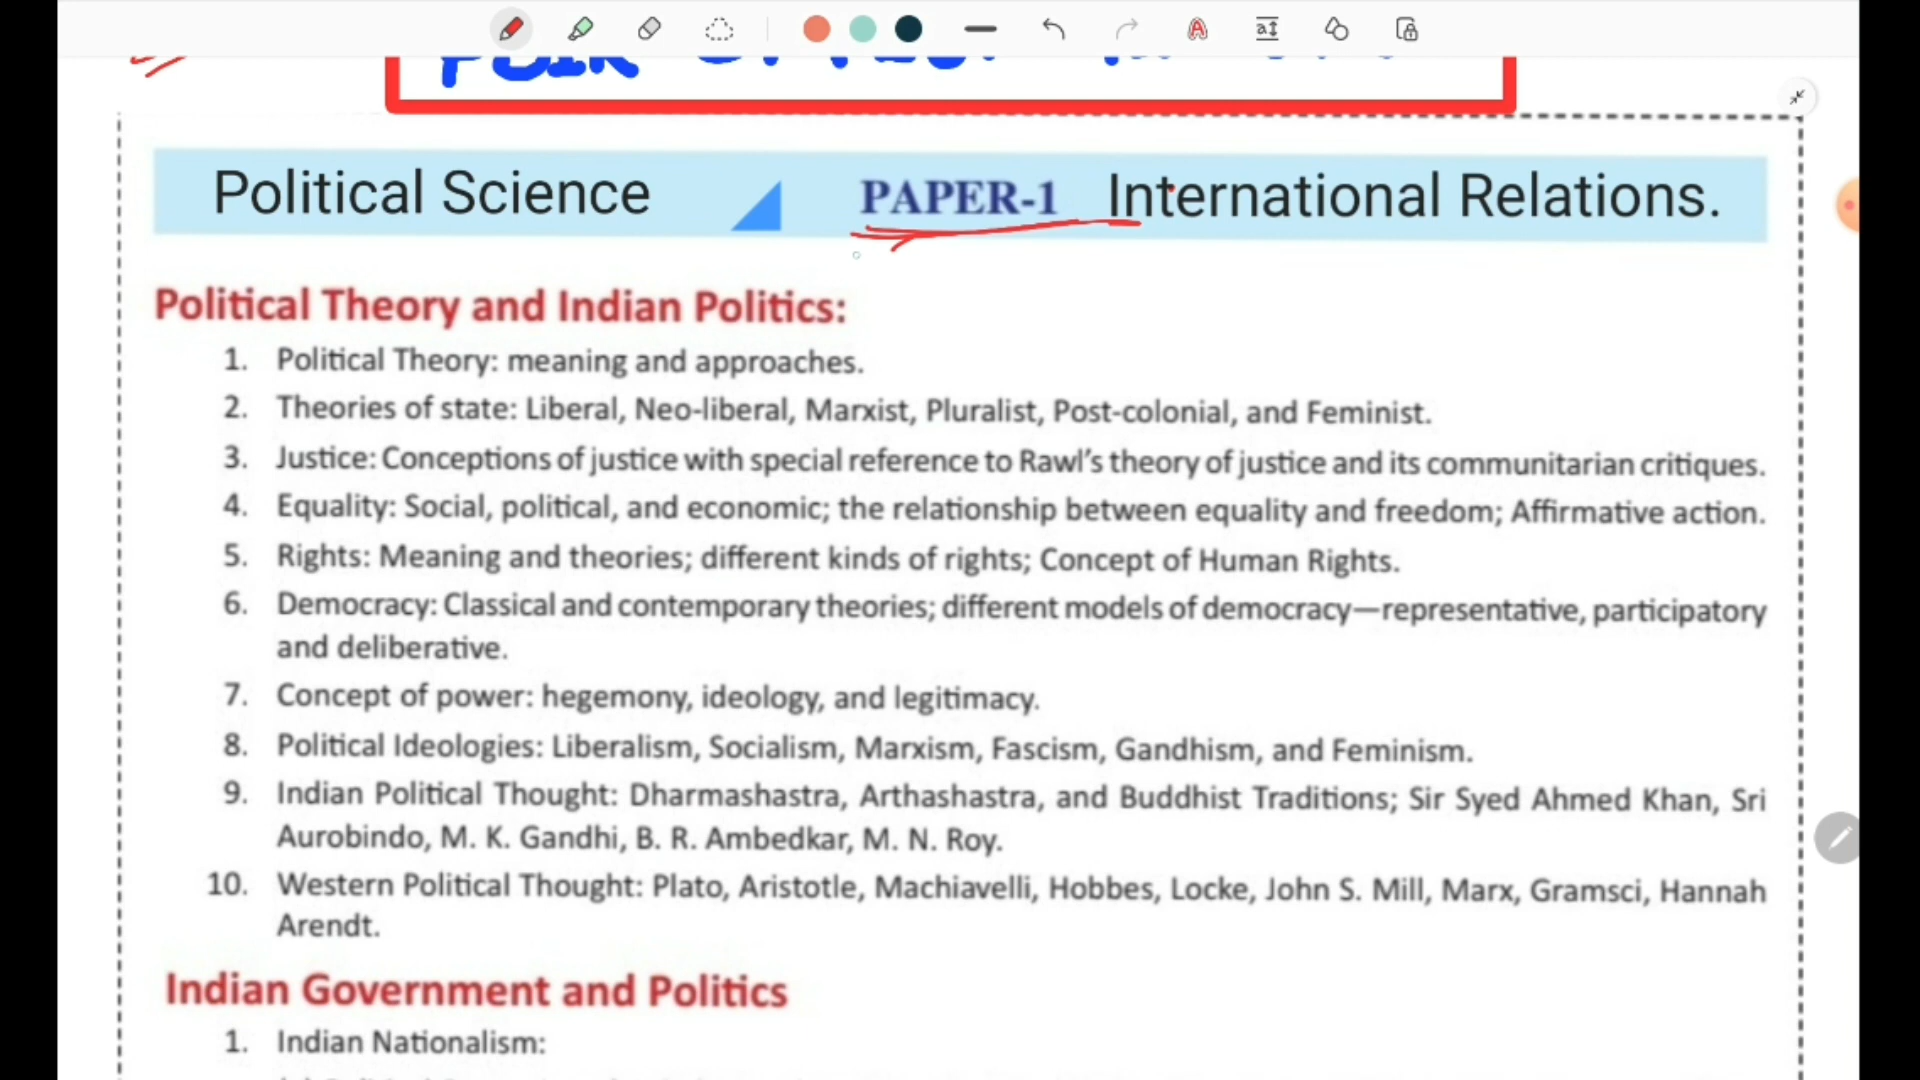 Political Science PAPER-1 International Relations.
Political Theory and Indian Politics:
1. Political Theory: meaning and approaches.
2. Theories of state: Liberal, Neo-liberal, Marxist, Pluralist, Post-colonial, and Feminist.
3. Justice: Conceptions of justice with special reference to Rawl's theory of justice and its communitarian critiques.
4. Equality: Social, political, and economic; the relationship between equality and freedom; Affirmative action.
5. Rights: Meaning and theories; different kinds of rights; Concept of Human Rights.
6. Democracy: Classical and contemporary theories; different models of democracy—representative, participatory
and deliberative.
7. Concept of power: hegemony, ideology, and legitimacy.
8. Political Ideologies: Liberalism, Socialism, Marxism, Fascism, Gandhism, and Feminism.
9. Indian Political Thought: Dharmashastra, Arthashastra, and Buddhist Traditions; Sir Syed Ahmed Khan, Sri
Aurobindo, M. K. Gandhi, B. R. Ambedkar, M. N. Roy.
10. Western Political Thought: Plato, Aristotle, Machiavelli, Hobbes, Locke, John S. Mill, Marx, Gramsci, Hannah
Arendt.
Indian Government and Politics
1. Indian Nationalism: